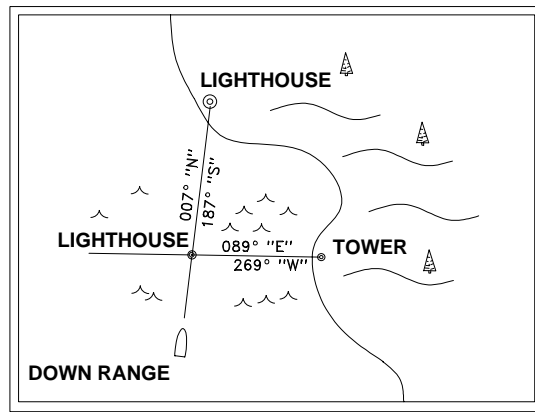 LIGHTHOUSE
007° "N"
187° "S"
LIGHTHOUSE
089° "E"
TOWER
269° "W"
DOWN RANGE